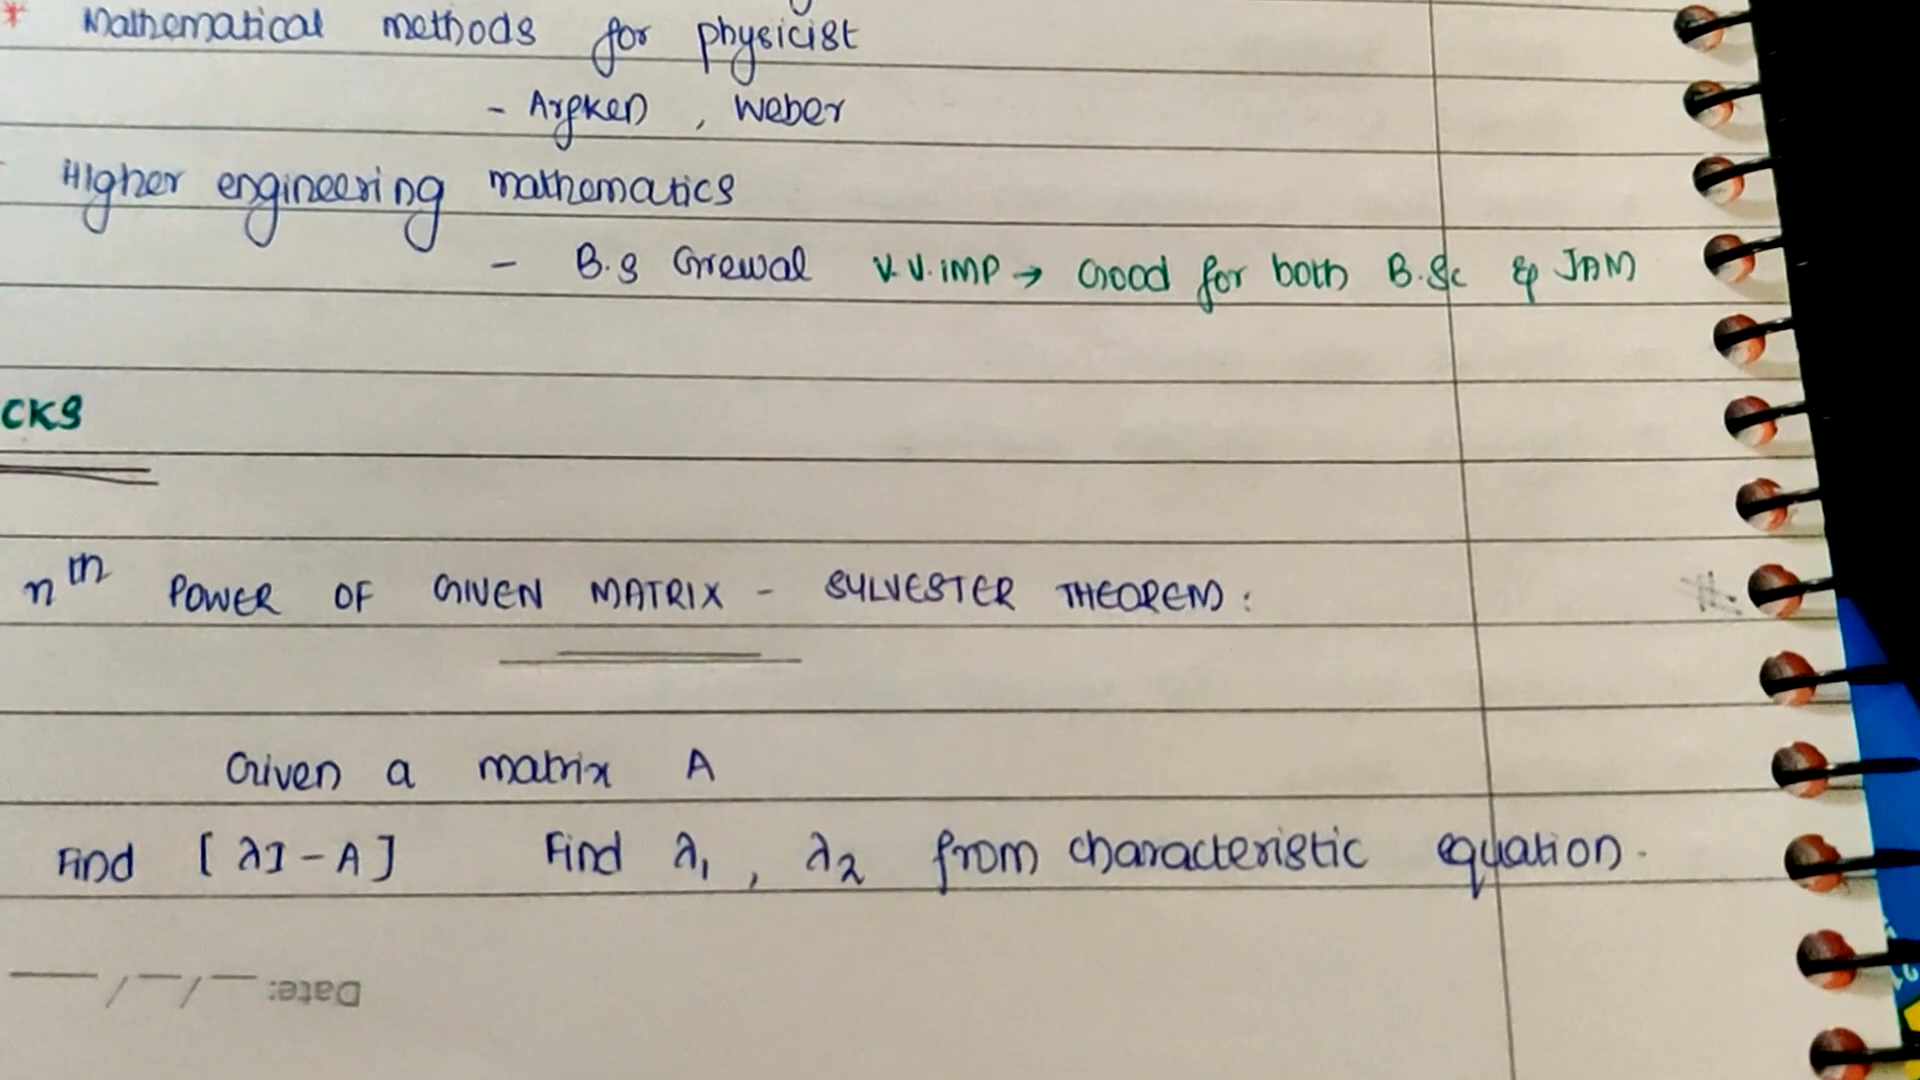 * Mathematical methods for physicist
- Arfken , Weber
Higher engineering mathematics
- B.S Grewal V.V.IMP → Good for both B.Sc & JAM
CKS
nth POWER OF GIVEN MATRIX - SYLVESTER THEOREM :
Given a matrix A
Find [ λI - A ] Find λ1 , λ2 from characteristic equation.
Date: __/__/__